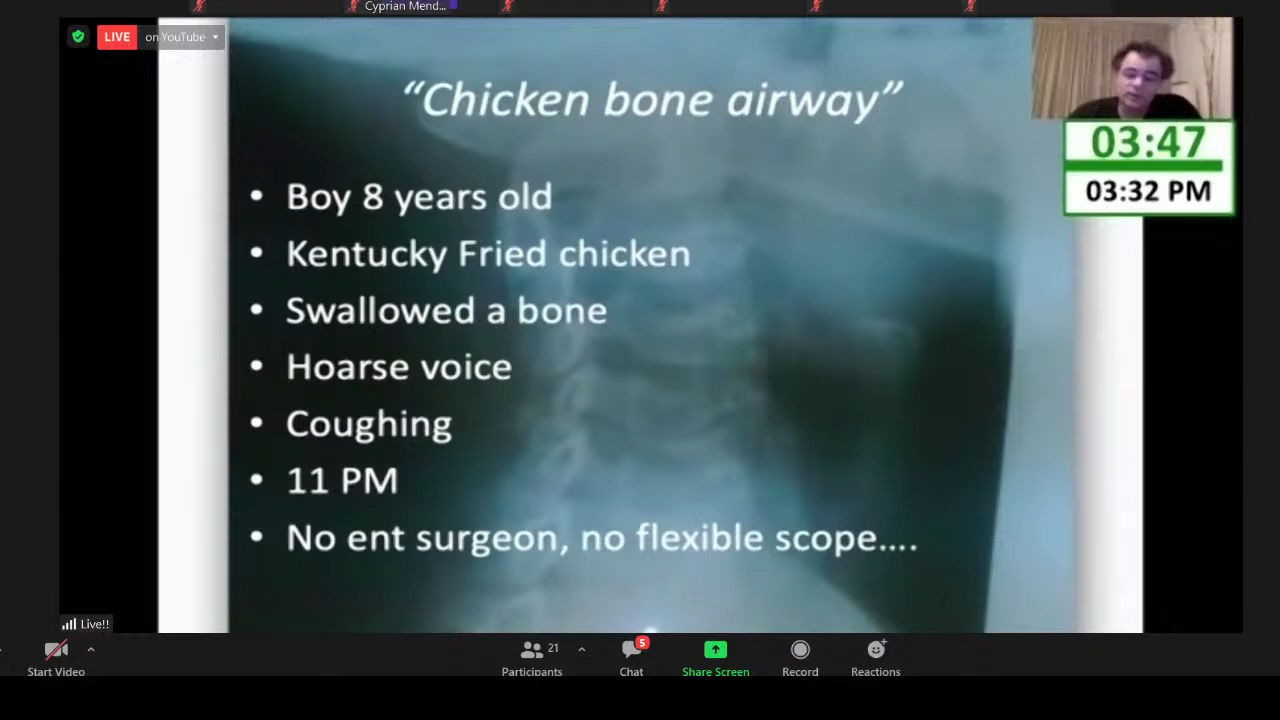 Cyprian Mend...
LIVE on YouTube
"Chicken bone airway"
03:47
03:32 PM
• Boy 8 years old
• Kentucky Fried chicken
• Swallowed a bone
• Hoarse voice
• Coughing
• 11 PM
• No ent surgeon, no flexible scope....
Live!!
21
5
Start Video
Participants
Chat
Share Screen
Record
Reactions